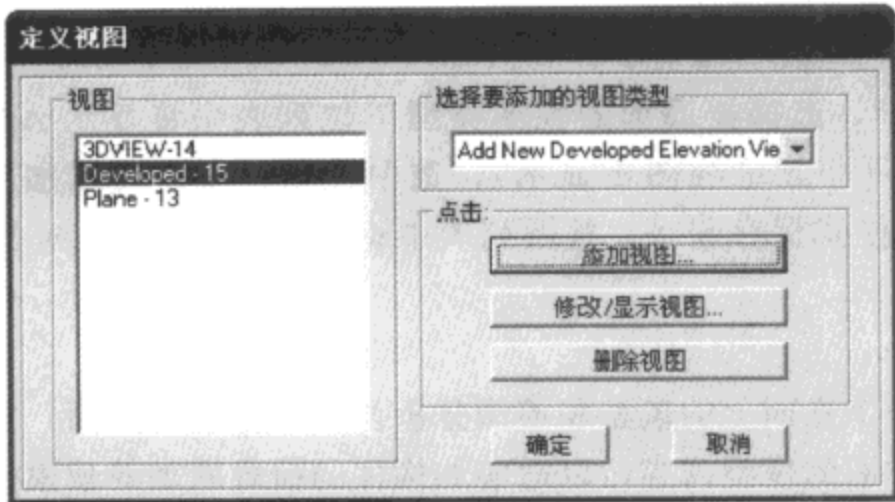 定义视图
视图
3DVIEW-14
Developed - 15
Plane - 13
选择要添加的视图类型
Add New Developed Elevation Vie
点击:
添加视图...
修改/显示视图...
删除视图
确定
取消